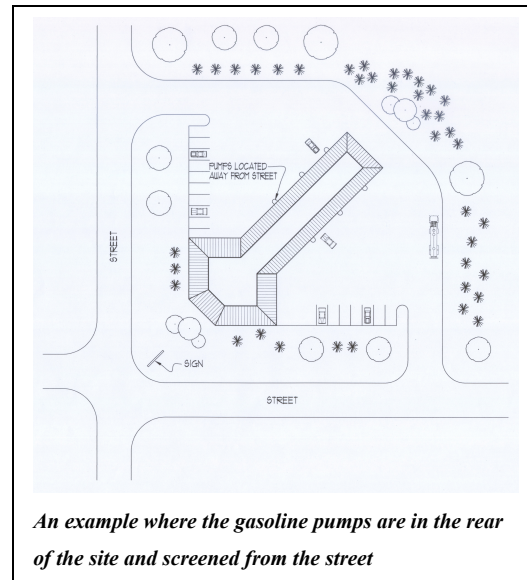 PUMPS LOCATED
AWAY FROM STREET
STREET
SIGN
STREET
An example where the gasoline pumps are in the rear
of the site and screened from the street